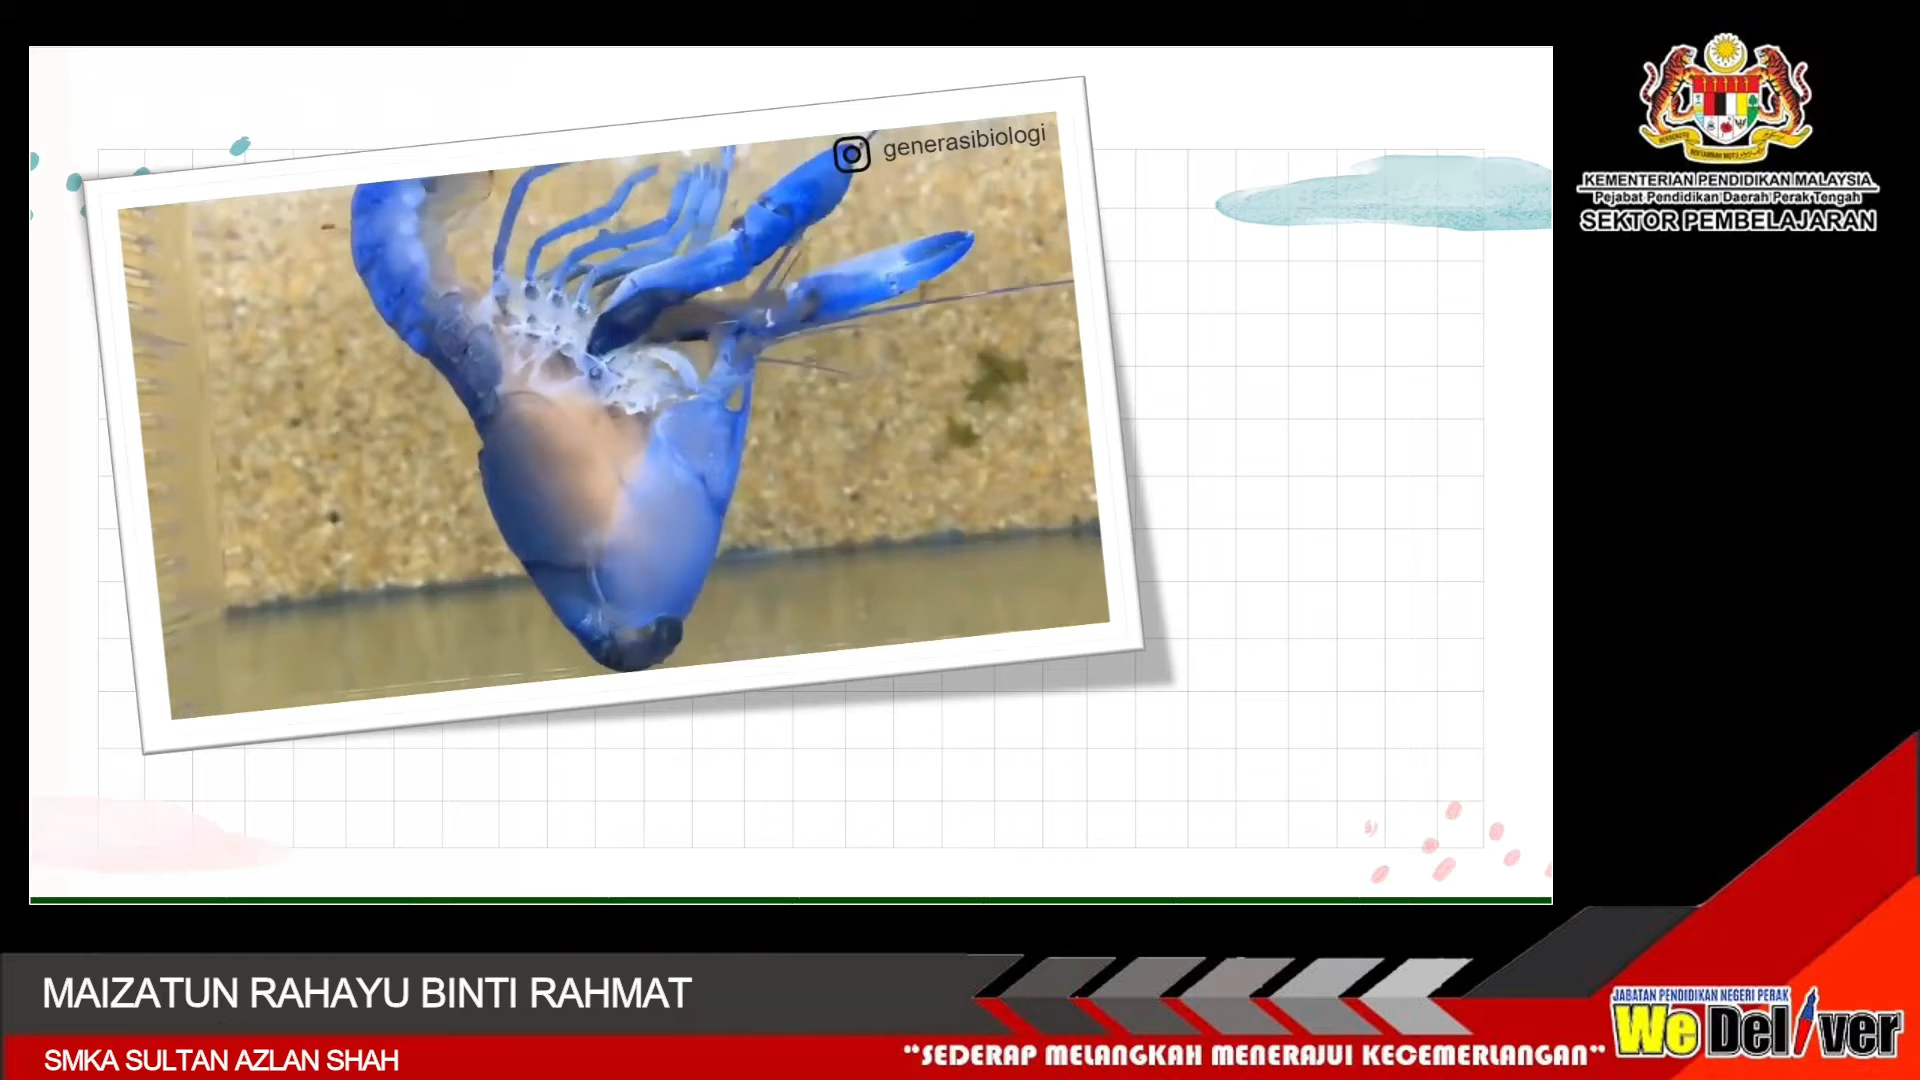 generasibiologi
KEMENTERIAN PENDIDIKAN MALAYSIA
Pejabat Pendidikan Daerah Perak Tengah
SEKTOR PEMBELAJARAN
MAIZATUN RAHAYU BINTI RAHMAT
SMKA SULTAN AZLAN SHAH
"SEDERAP MELANGKAH MENERAJUI KECEMERLANGAN"
JABATAN PENDIDIKAN NEGERI PERAK
We Deliver